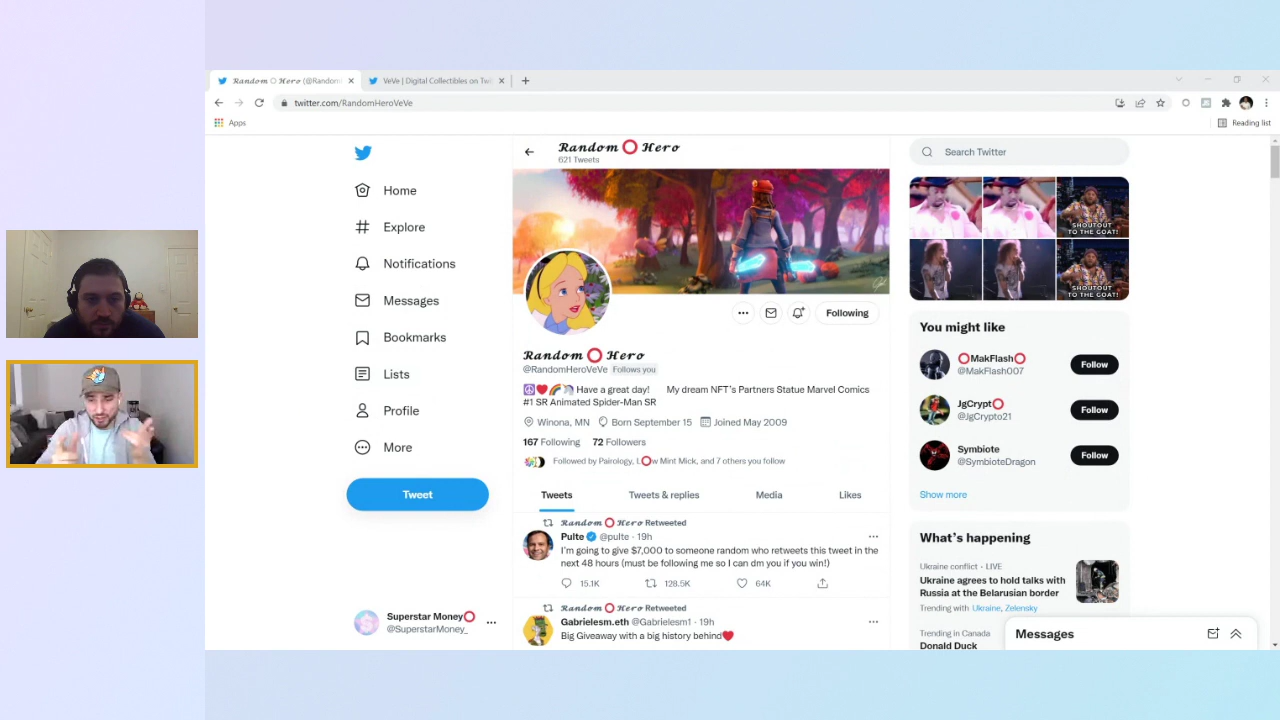 Random Hero (@Random
VeVe | Digital Collectibles on Twi
twitter.com/RandomHeroVeVe
Apps
Reading list
Random ⭕ Hero
621 Tweets
Search Twitter
Home
Explore
Notifications
Messages
Bookmarks
Lists
Profile
More
Tweet
Superstar Money⭕
@SuperstarMoney_
Following
Random ⭕ Hero
@RandomHeroVeVe Follows you
☮️❤️🌈🦄 Have a great day! My dream NFT's Partners Statue Marvel Comics
#1 SR Animated Spider-Man SR
Winona, MN Born September 15 Joined May 2009
167 Following 72 Followers
Followed by Pairology, L⭕w Mint Mick, and 7 others you follow
Tweets Tweets & replies Media Likes
Random ⭕ Hero Retweeted
Pulte @pulte · 19h
I'm going to give $7,000 to someone random who retweets this tweet in the
next 48 hours (must be following me so I can dm you if you win!)
15.1K 128.5K 64K
Random ⭕ Hero Retweeted
Gabrielesm.eth @Gabrielesm1 · 19h
Big Giveaway with a big history behind❤️
SHOUTOUT
TO THE GOAT!
SHOUTOUT
TO THE GOAT!
You might like
⭕MakFlash⭕
@MakFlash007
Follow
JgCrypt⭕
@JgCrypto21
Follow
Symbiote
@SymbioteDragon
Follow
Show more
What's happening
Ukraine conflict · LIVE
Ukraine agrees to hold talks with
Russia at the Belarusian border
Trending with Ukraine, Zelensky
Trending in Canada
Donald Duck
Messages